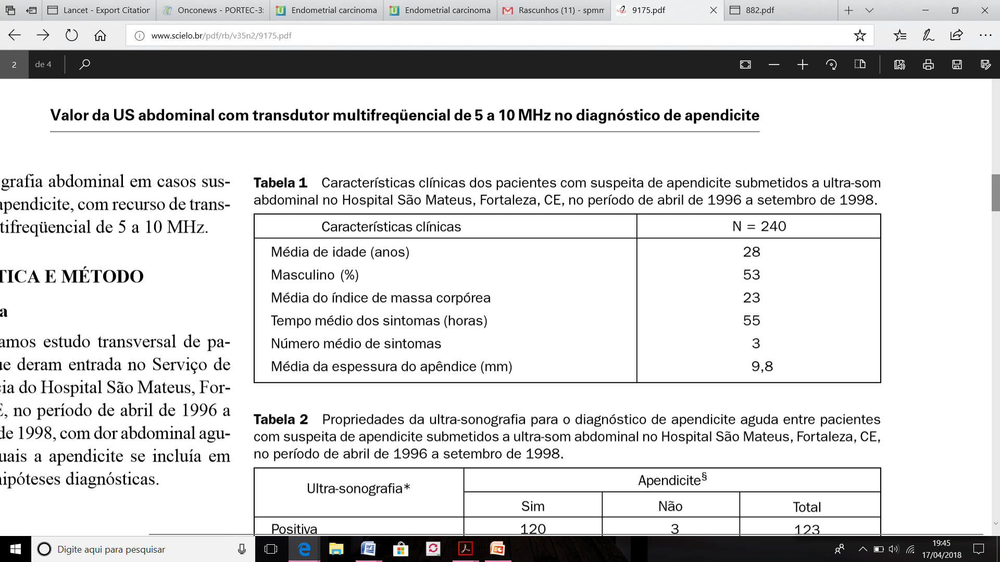 Lancet - Export Citation
Onconews - PORTEC-3:
Endometrial carcinoma
Endometrial carcinoma
Rascunhos (11) - spmm
9175.pdf
882.pdf
www.scielo.br/pdf/rb/v35n2/9175.pdf
2 de 4
Valor da US abdominal com transdutor multifreqüencial de 5 a 10 MHz no diagnóstico de apendicite
grafia abdominal em casos sus-
apendicite, com recurso de trans-
tifreqüencial de 5 a 10 MHz.
TICA E MÉTODO
a
amos estudo transversal de pa-
ue deram entrada no Serviço de
cia do Hospital São Mateus, For-
E, no período de abril de 1996 a
de 1998, com dor abdominal agu-
uais a apendicite se incluía em
hipóteses diagnósticas.
Tabela 1 Características clínicas dos pacientes com suspeita de apendicite submetidos a ultra-som
abdominal no Hospital São Mateus, Fortaleza, CE, no período de abril de 1996 a setembro de 1998.
Características clínicas N = 240
Média de idade (anos) 28
Masculino (%) 53
Média do índice de massa corpórea 23
Tempo médio dos sintomas (horas) 55
Número médio de sintomas 3
Média da espessura do apêndice (mm) 9,8
Tabela 2 Propriedades da ultra-sonografia para o diagnóstico de apendicite aguda entre pacientes
com suspeita de apendicite submetidos a ultra-som abdominal no Hospital São Mateus, Fortaleza, CE,
no período de abril de 1996 a setembro de 1998.
Ultra-sonografia* Apendicite§
Sim Não Total
Positiva 120 3 123
Digite aqui para pesquisar
19:45
17/04/2018